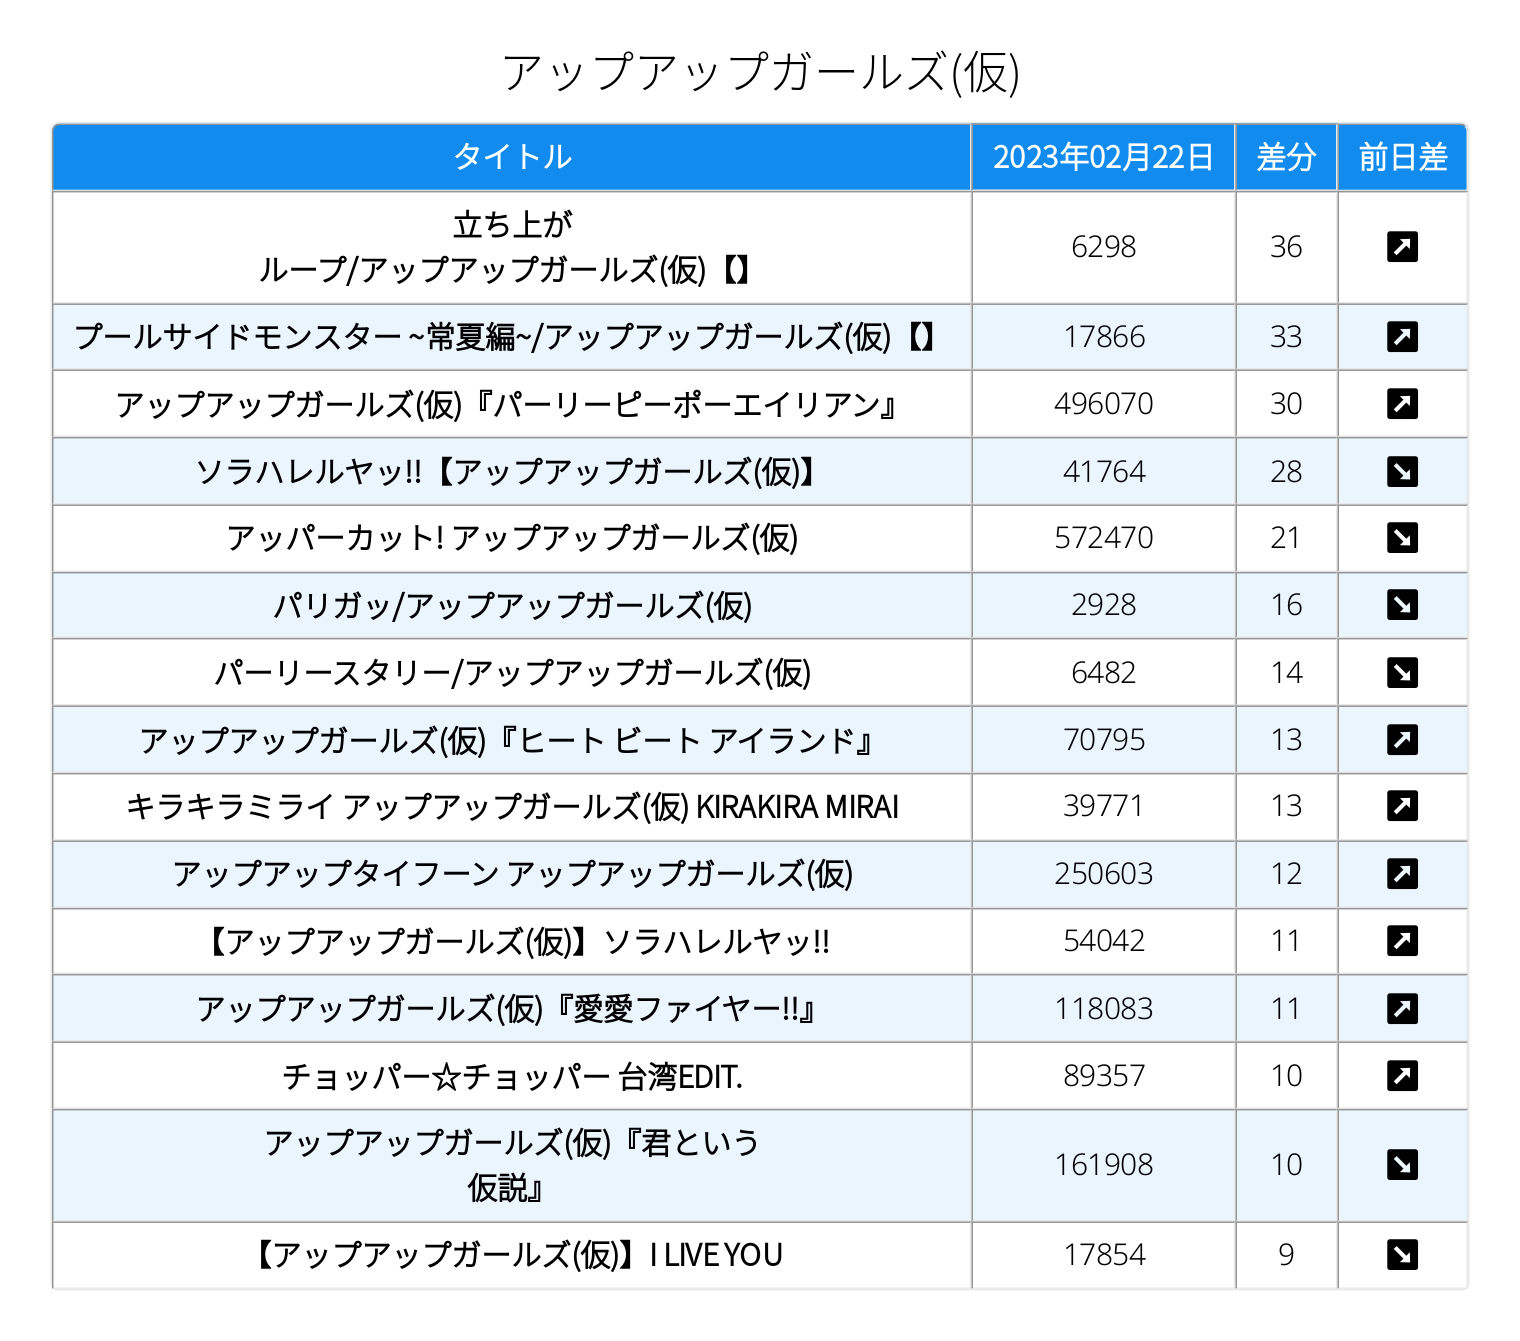 アップアップガールズ(仮)
タイトル 2023年02月22日 差分 前日差
立ち上が
ループ/アップアップガールズ(仮)【】 6298 36
プールサイドモンスター ~常夏編~/アップアップガールズ(仮)【】 17866 33
アップアップガールズ(仮)『パーリーピーポーエイリアン』 496070 30
ソラハレルヤッ!!【アップアップガールズ(仮)】 41764 28
アッパーカット! アップアップガールズ(仮) 572470 21
パリガッ/アップアップガールズ(仮) 2928 16
パーリースタリー/アップアップガールズ(仮) 6482 14
アップアップガールズ(仮)『ヒート ビート アイランド』 70795 13
キラキラミライ アップアップガールズ(仮) KIRAKIRA MIRAI 39771 13
アップアップタイフーン アップアップガールズ(仮) 250603 12
【アップアップガールズ(仮)】ソラハレルヤッ!! 54042 11
アップアップガールズ(仮)『愛愛ファイヤー!!』 118083 11
チョッパー☆チョッパー 台湾EDIT. 89357 10
アップアップガールズ(仮)『君という
仮説』 161908 10
【アップアップガールズ(仮)】I LIVE YOU 17854 9